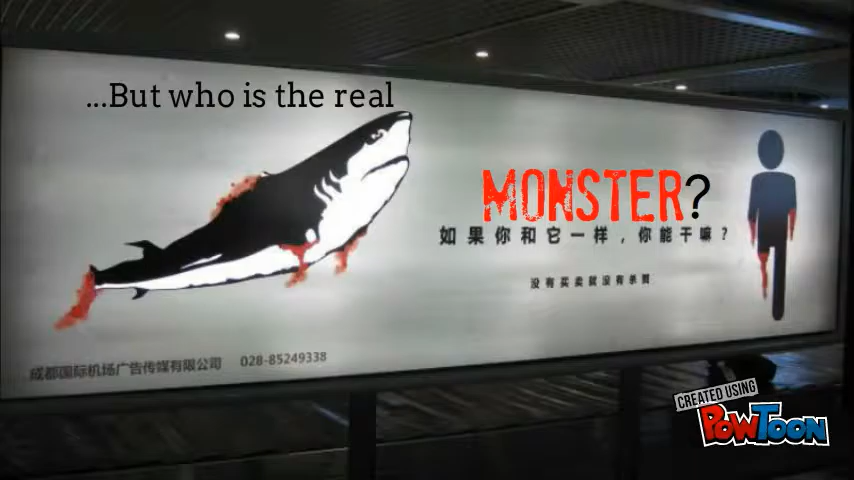 ...But who is the real
MONSTER?
如果你和它一样，你能干嘛？
没有买卖就没有杀戮
成都国际机场广告传媒有限公司 028-85249338
CREATED USING
POWTOON